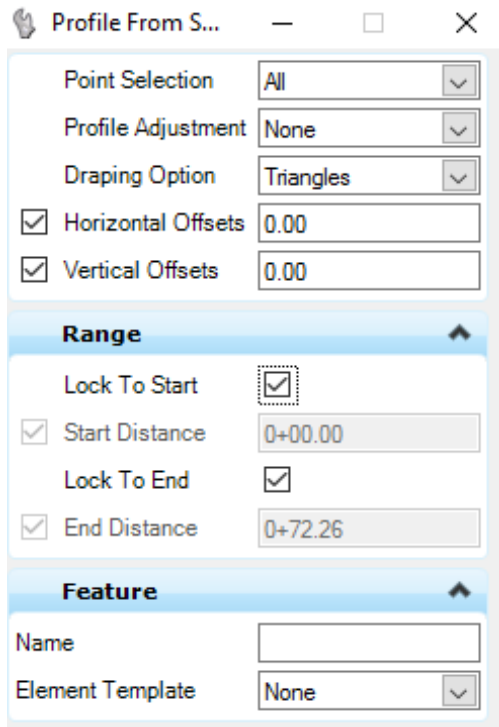 Profile From S...
Point Selection All
Profile Adjustment None
Draping Option Triangles
Horizontal Offsets 0.00
Vertical Offsets 0.00
Range
Lock To Start
Start Distance 0+00.00
Lock To End
End Distance 0+72.26
Feature
Name
Element Template None